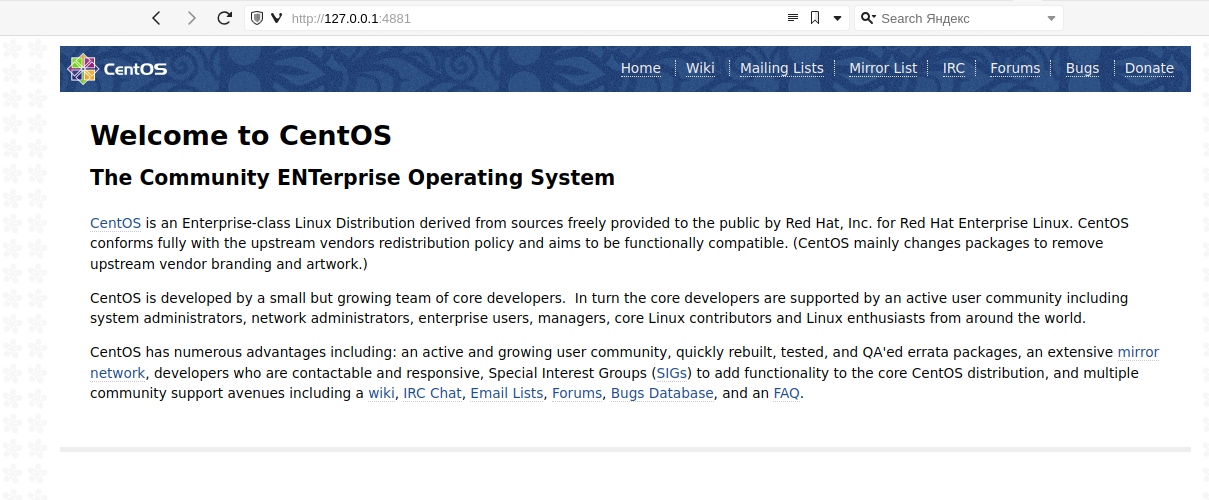 http://127.0.0.1:4881
Search Яндекс
CentOS
Home Wiki Mailing Lists Mirror List IRC Forums Bugs Donate
Welcome to CentOS
The Community ENTerprise Operating System
CentOS is an Enterprise-class Linux Distribution derived from sources freely provided to the public by Red Hat, Inc. for Red Hat Enterprise Linux. CentOS
conforms fully with the upstream vendors redistribution policy and aims to be functionally compatible. (CentOS mainly changes packages to remove
upstream vendor branding and artwork.)
CentOS is developed by a small but growing team of core developers.  In turn the core developers are supported by an active user community including
system administrators, network administrators, enterprise users, managers, core Linux contributors and Linux enthusiasts from around the world.
CentOS has numerous advantages including: an active and growing user community, quickly rebuilt, tested, and QA'ed errata packages, an extensive mirror
network, developers who are contactable and responsive, Special Interest Groups (SIGs) to add functionality to the core CentOS distribution, and multiple
community support avenues including a wiki, IRC Chat, Email Lists, Forums, Bugs Database, and an FAQ.